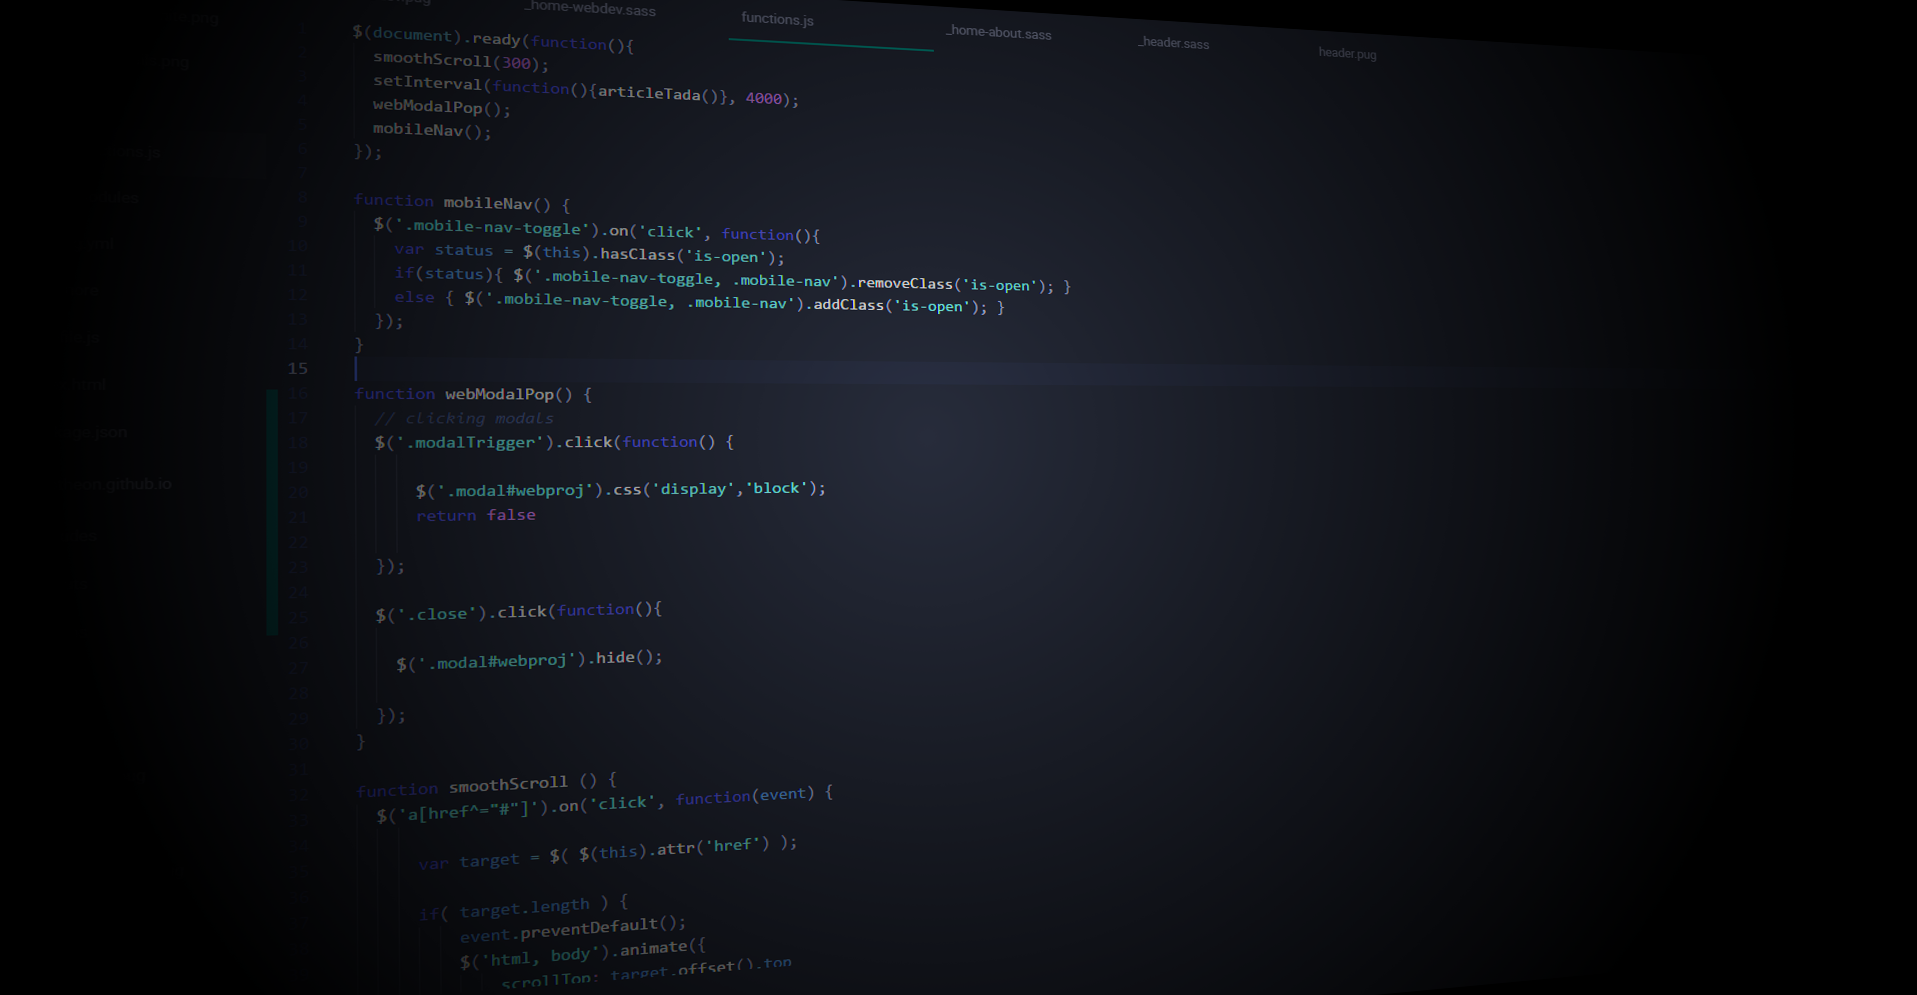 _home-webdev.sass
functions.js
_home-about.sass
_header.sass
header.pug
$(document).ready(function(){
smoothScroll(300);
setInterval(function(){articleTada()}, 4000);
webModalPop();
mobileNav();
});
function mobileNav() {
$('.mobile-nav-toggle').on('click', function(){
var status = $(this).hasClass('is-open');
if(status){ $('.mobile-nav-toggle, .mobile-nav').removeClass('is-open'); }
else { $('.mobile-nav-toggle, .mobile-nav').addClass('is-open'); }
});
}
15
function webModalPop() {
// clicking modals
$('.modalTrigger').click(function() {
$('.modal#webproj').css('display','block');
return false
});
$('.close').click(function(){
$('.modal#webproj').hide();
});
}
function smoothScroll () {
$('a[href^="#"]').on('click', function(event) {
var target = $( $(this).attr('href') );
if( target.length ) {
event.preventDefault();
$('html, body').animate({
scrollTop: target.offset().top